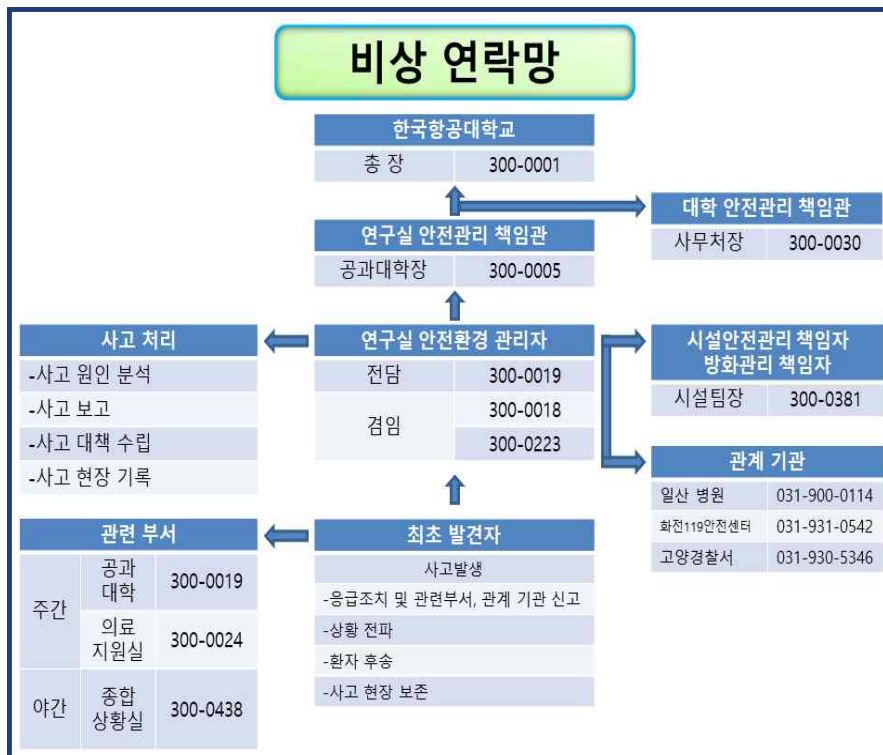 비상 연락망
한국항공대학교
총 장 300-0001
대학 안전관리 책임관
사무처장 300-0030
연구실 안전관리 책임관
공과대학장 300-0005
사고 처리
-사고 원인 분석
-사고 보고
-사고 대책 수립
-사고 현장 기록
연구실 안전환경 관리자
전담 300-0019
겸임 300-0018
300-0223
시설안전관리 책임자
방화관리 책임자
시설팀장 300-0381
관계 기관
일산 병원 031-900-0114
화전119안전센터 031-931-0542
고양경찰서 031-930-5346
관련 부서
주간
공과
대학 300-0019
의료
지원실 300-0024
야간
종합
상황실 300-0438
최초 발견자
사고발생
-응급조치 및 관련부서, 관계 기관 신고
-상황 전파
-환자 후송
-사고 현장 보존